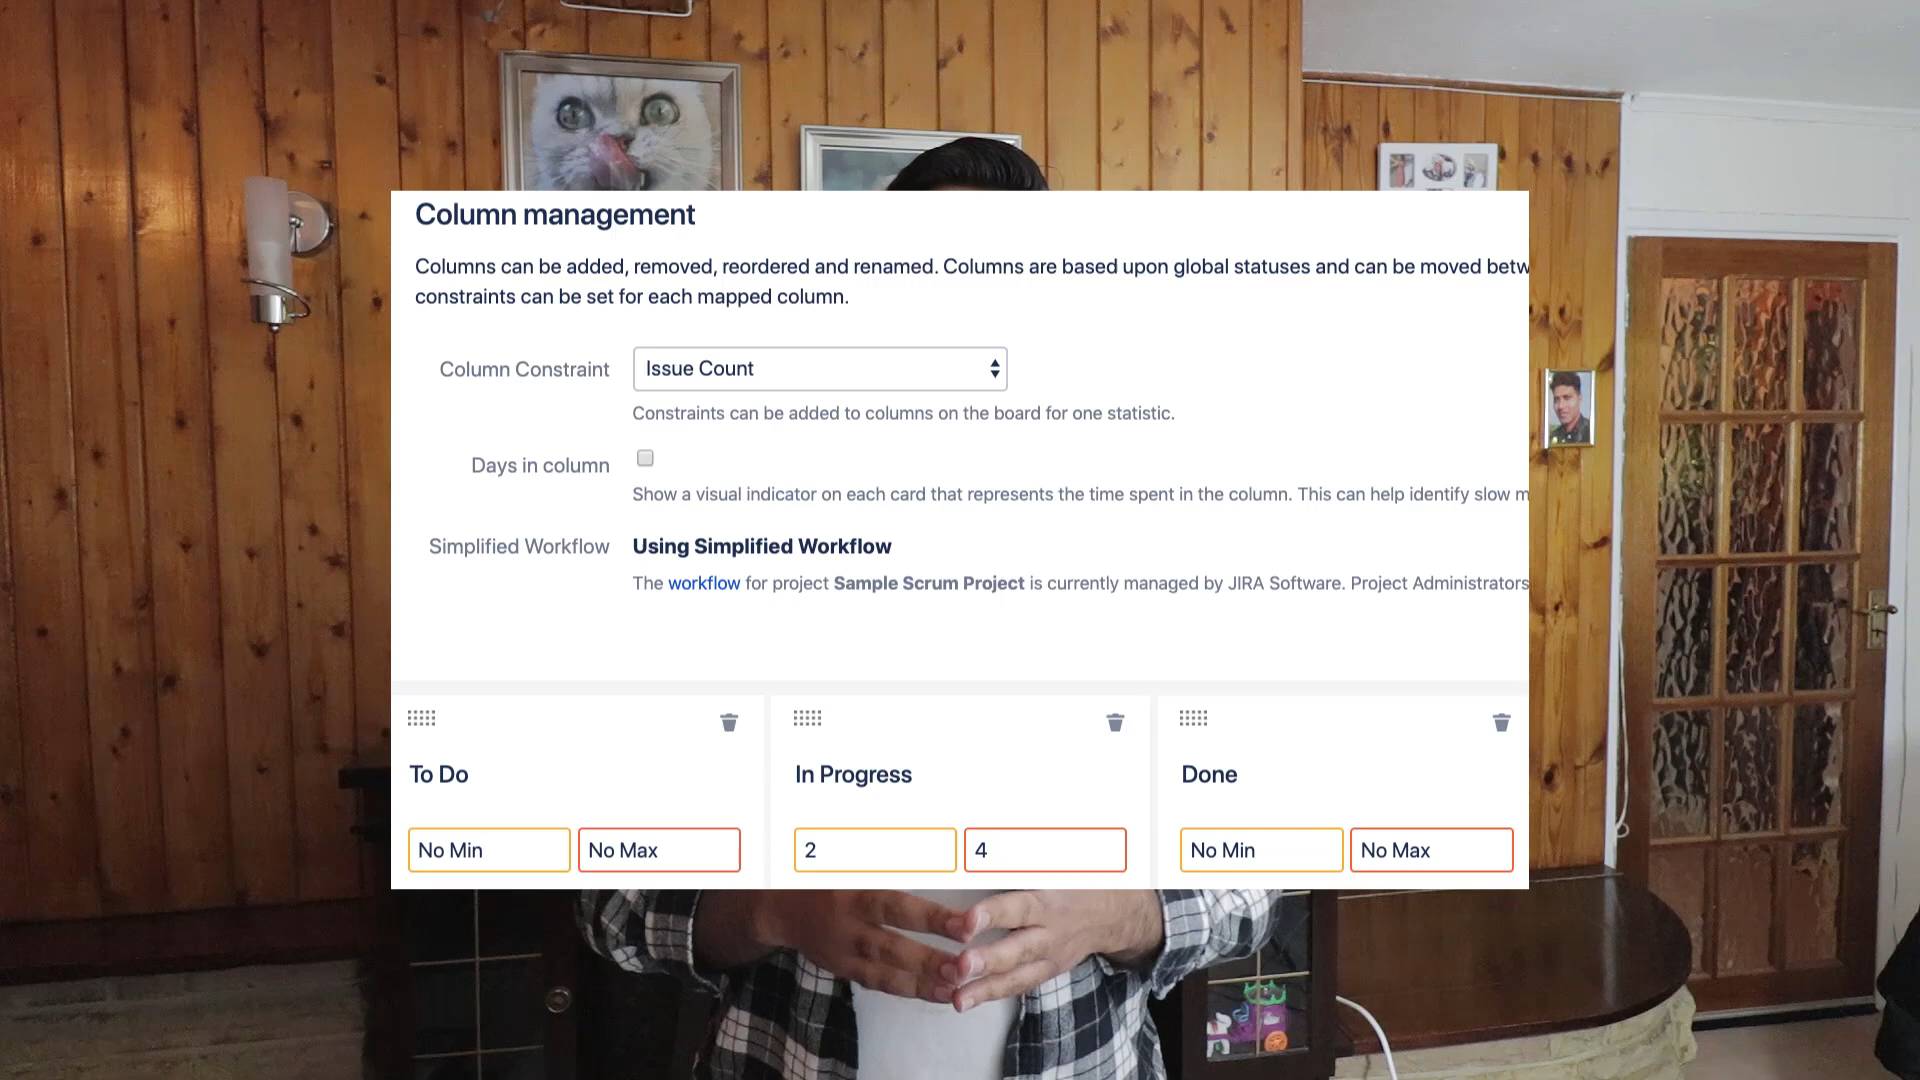 Column management
Columns can be added, removed, reordered and renamed. Columns are based upon global statuses and can be moved betw
constraints can be set for each mapped column.
Column Constraint
Issue Count
Constraints can be added to columns on the board for one statistic.
Days in column
Show a visual indicator on each card that represents the time spent in the column. This can help identify slow m
Simplified Workflow
Using Simplified Workflow
The workflow for project Sample Scrum Project is currently managed by JIRA Software. Project Administrators
To Do
In Progress
Done
No Min
No Max
2
4
No Min
No Max